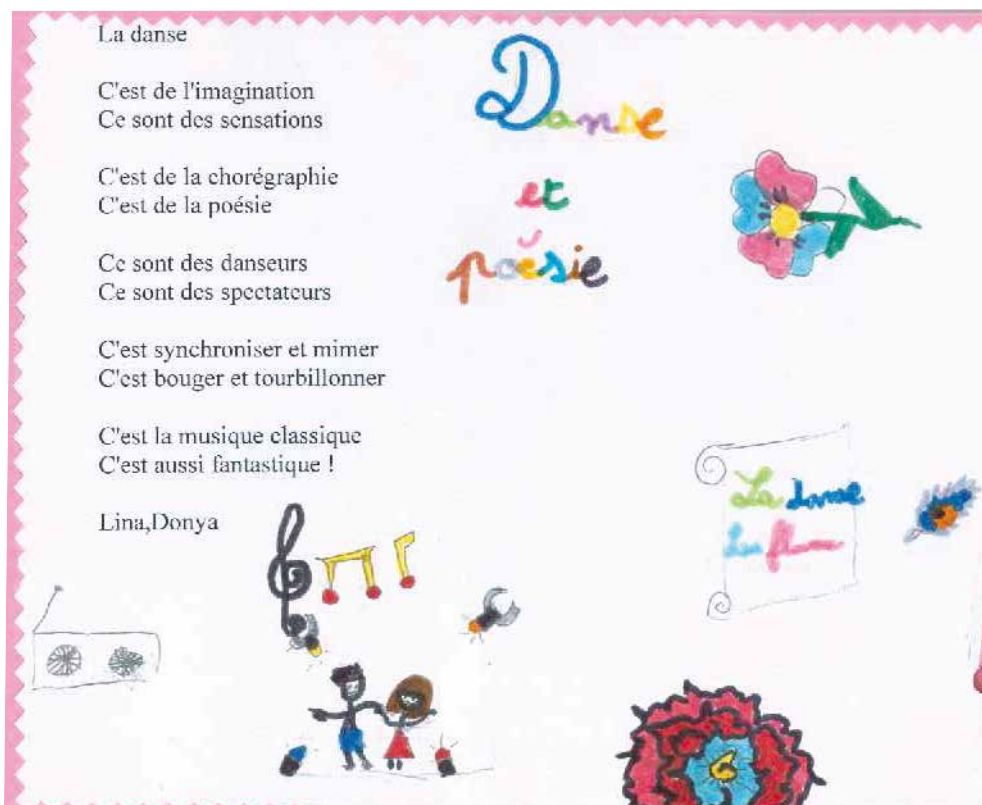 La danse
C'est de l'imagination
Ce sont des sensations
C'est de la chorégraphie
C'est de la poésie
Ce sont des danseurs
Ce sont des spectateurs
C'est synchroniser et mimer
C'est bouger et tourbillonner
C'est la musique classique
C'est aussi fantastique !
Lina,Donya
Danse
et
poésie
La danse